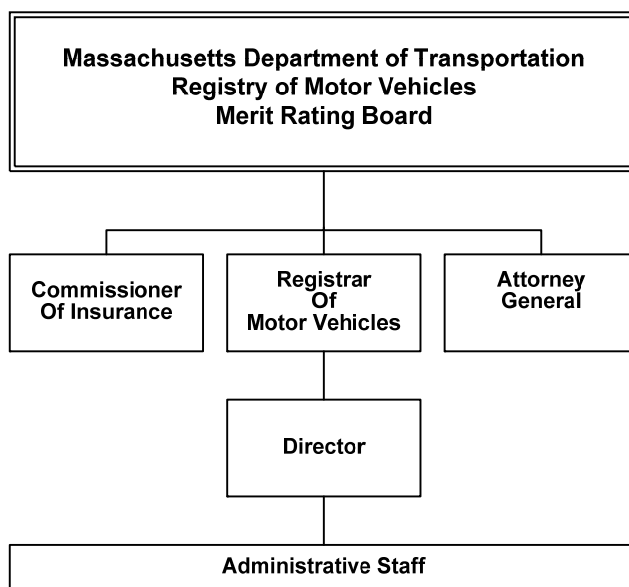 Massachusetts Department of Transportation
Registry of Motor Vehicles
Merit Rating Board
Commissioner
Of Insurance
Registrar
Of
Motor Vehicles
Attorney
General
Director
Administrative Staff